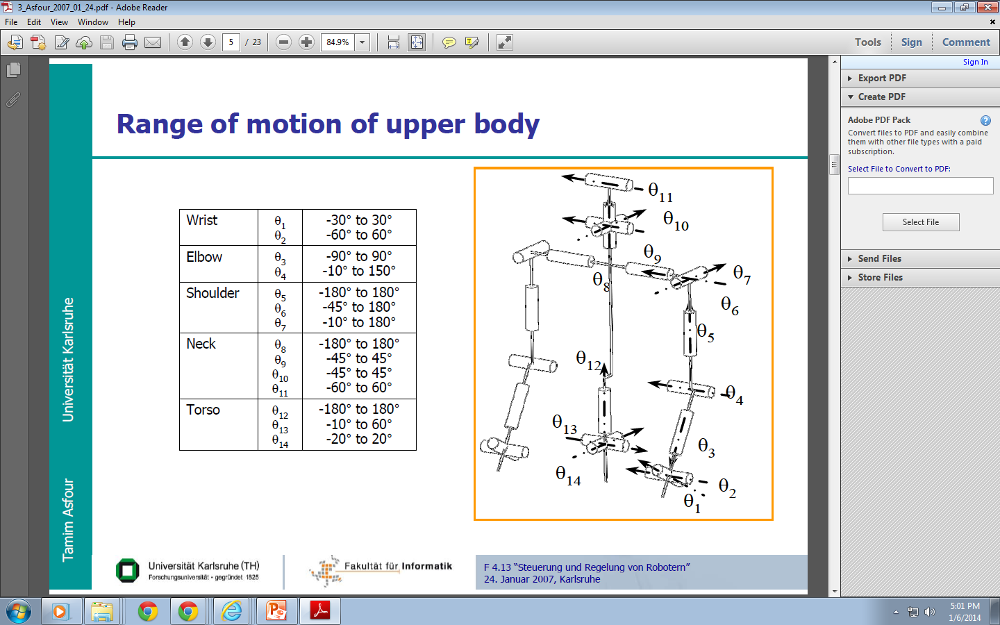 3_Asfour_2007_01_24.pdf - Adobe Reader
File Edit View Window Help
5 / 23 84.9% Tools Sign Comment
Sign In
Export PDF
Create PDF
Adobe PDF Pack
Convert files to PDF and easily combine
them with other file types with a paid
subscription.
Select File to Convert to PDF:
Select File
Send Files
Store Files
Range of motion of upper body
Wrist θ1 -30° to 30°
θ2 -60° to 60°
Elbow θ3 -90° to 90°
θ4 -10° to 150°
Shoulder θ5 -180° to 180°
θ6 -45° to 180°
θ7 -10° to 180°
Neck θ8 -180° to 180°
θ9 -45° to 45°
θ10 -45° to 45°
θ11 -60° to 60°
Torso θ12 -180° to 180°
θ13 -10° to 60°
θ14 -20° to 20°
θ11
θ10
θ9
θ8
θ7
θ6
θ5
θ12
θ4
θ13
θ3
θ14
θ2
θ1
Universität Karlsruhe
Tamim Asfour
Universität Karlsruhe (TH)
Forschungsuniversität • gegründet 1825
Fakultät für Informatik
F 4.13 “Steuerung und Regelung von Robotern”
24. Januar 2007, Karlsruhe
5:01 PM
1/6/2014